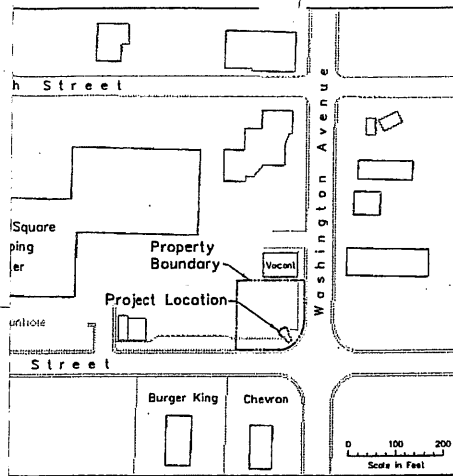 h Street
Washington Avenue
Square
ping
er
Property
Boundary
Vacant
Project Location
Street
Burger King
Chevron
0 100 200
Scale in Feet